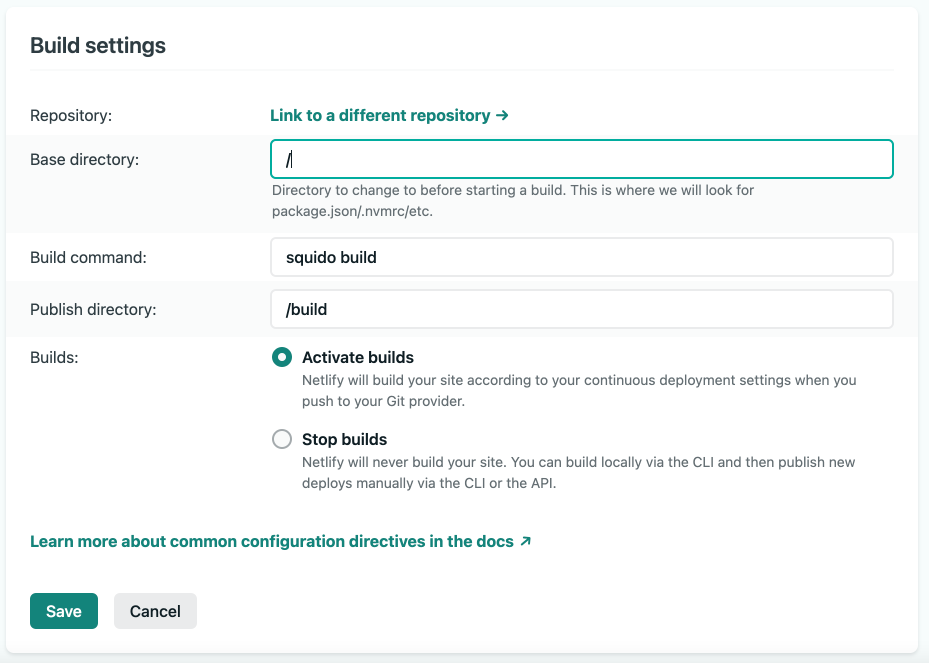 Build settings
Repository:
Link to a different repository →
Base directory:
/
Directory to change to before starting a build. This is where we will look for
package.json/.nvmrc/etc.
Build command:
squido build
Publish directory:
/build
Builds:
Activate builds
Netlify will build your site according to your continuous deployment settings when you
push to your Git provider.
Stop builds
Netlify will never build your site. You can build locally via the CLI and then publish new
deploys manually via the CLI or the API.
Learn more about common configuration directives in the docs ↗
Save
Cancel